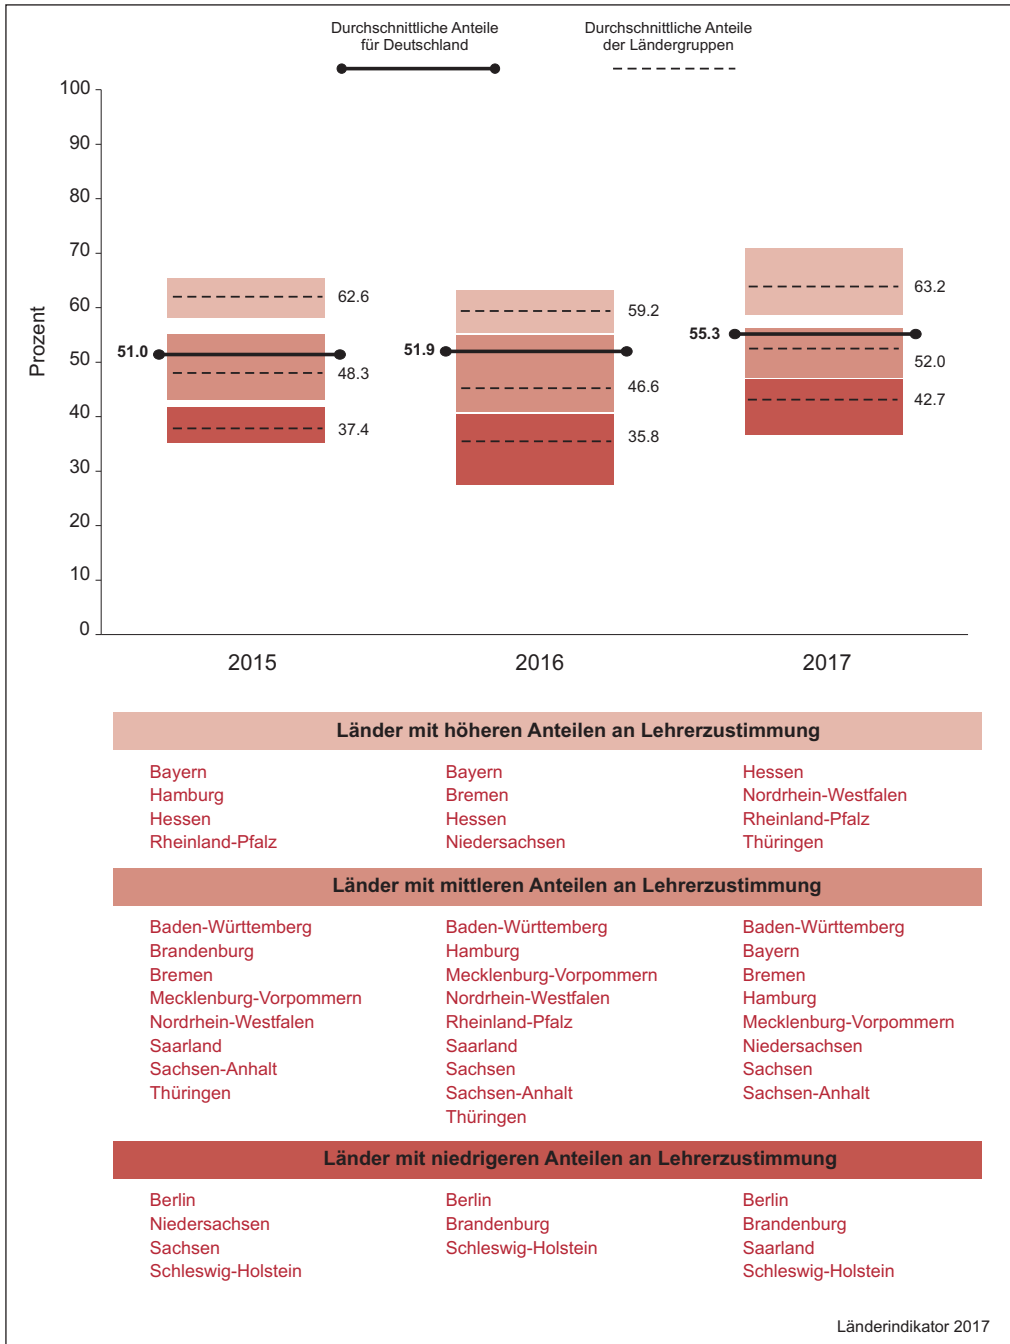 Durchschnittliche Anteile
für Deutschland
Durchschnittliche Anteile
der Ländergruppen
Prozent
100
90
80
70
60
50
40
30
20
10
0
62.6
51.0
48.3
37.4
59.2
51.9
46.6
35.8
63.2
55.3
52.0
42.7
2015
2016
2017
Länder mit höheren Anteilen an Lehrerzustimmung
Bayern
Hamburg
Hessen
Rheinland-Pfalz
Bayern
Bremen
Hessen
Niedersachsen
Hessen
Nordrhein-Westfalen
Rheinland-Pfalz
Thüringen
Länder mit mittleren Anteilen an Lehrerzustimmung
Baden-Württemberg
Brandenburg
Bremen
Mecklenburg-Vorpommern
Nordrhein-Westfalen
Saarland
Sachsen-Anhalt
Thüringen
Baden-Württemberg
Hamburg
Mecklenburg-Vorpommern
Nordrhein-Westfalen
Rheinland-Pfalz
Saarland
Sachsen
Sachsen-Anhalt
Thüringen
Baden-Württemberg
Bayern
Bremen
Hamburg
Mecklenburg-Vorpommern
Niedersachsen
Sachsen
Sachsen-Anhalt
Länder mit niedrigeren Anteilen an Lehrerzustimmung
Berlin
Niedersachsen
Sachsen
Schleswig-Holstein
Berlin
Brandenburg
Schleswig-Holstein
Berlin
Brandenburg
Saarland
Schleswig-Holstein
Länderindikator 2017